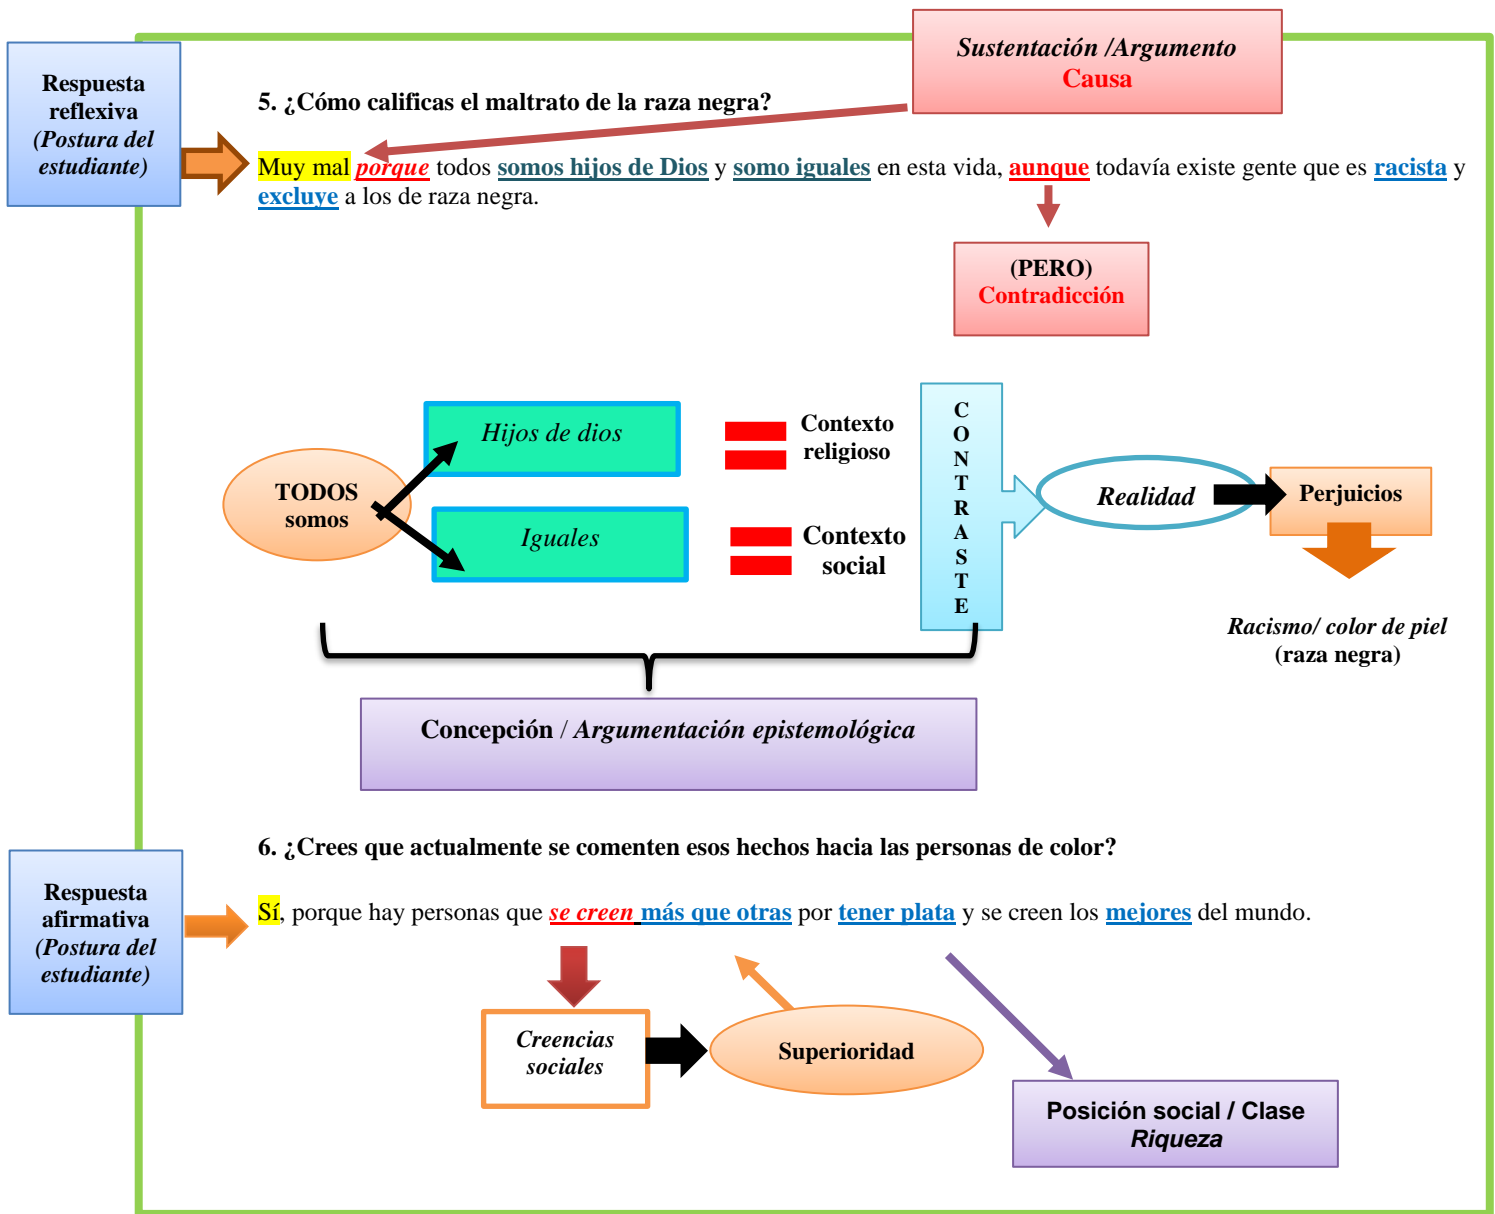 Sustentación /Argumento
Causa
Respuesta
reflexiva
(Postura del
estudiante)
5. ¿Cómo calificas el maltrato de la raza negra?
Muy mal porque todos somos hijos de Dios y somo iguales en esta vida, aunque todavía existe gente que es racista y
excluye a los de raza negra.
(PERO)
Contradicción
TODOS
somos
Hijos de dios
Iguales
Contexto
religioso
Contexto
social
C
O
N
T
R
A
S
T
E
Realidad
Perjuicios
Racismo/ color de piel
(raza negra)
Concepción / Argumentación epistemológica
6. ¿Crees que actualmente se comenten esos hechos hacia las personas de color?
Respuesta
afirmativa
(Postura del
estudiante)
Sí, porque hay personas que se creen más que otras por tener plata y se creen los mejores del mundo.
Creencias
sociales
Superioridad
Posición social / Clase
Riqueza